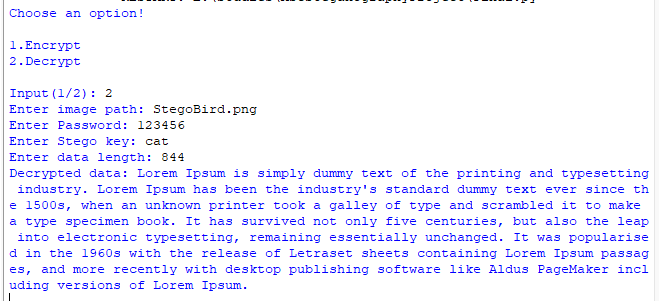 Choose an option!
1.Encrypt
2.Decrypt
Input(1/2): 2
Enter image path: StegoBird.png
Enter Password: 123456
Enter Stego key: cat
Enter data length: 844
Decrypted data: Lorem Ipsum is simply dummy text of the printing and typesetting
 industry. Lorem Ipsum has been the industry's standard dummy text ever since th
e 1500s, when an unknown printer took a galley of type and scrambled it to make
a type specimen book. It has survived not only five centuries, but also the leap
 into electronic typesetting, remaining essentially unchanged. It was popularise
d in the 1960s with the release of Letraset sheets containing Lorem Ipsum passag
es, and more recently with desktop publishing software like Aldus PageMaker incl
uding versions of Lorem Ipsum.